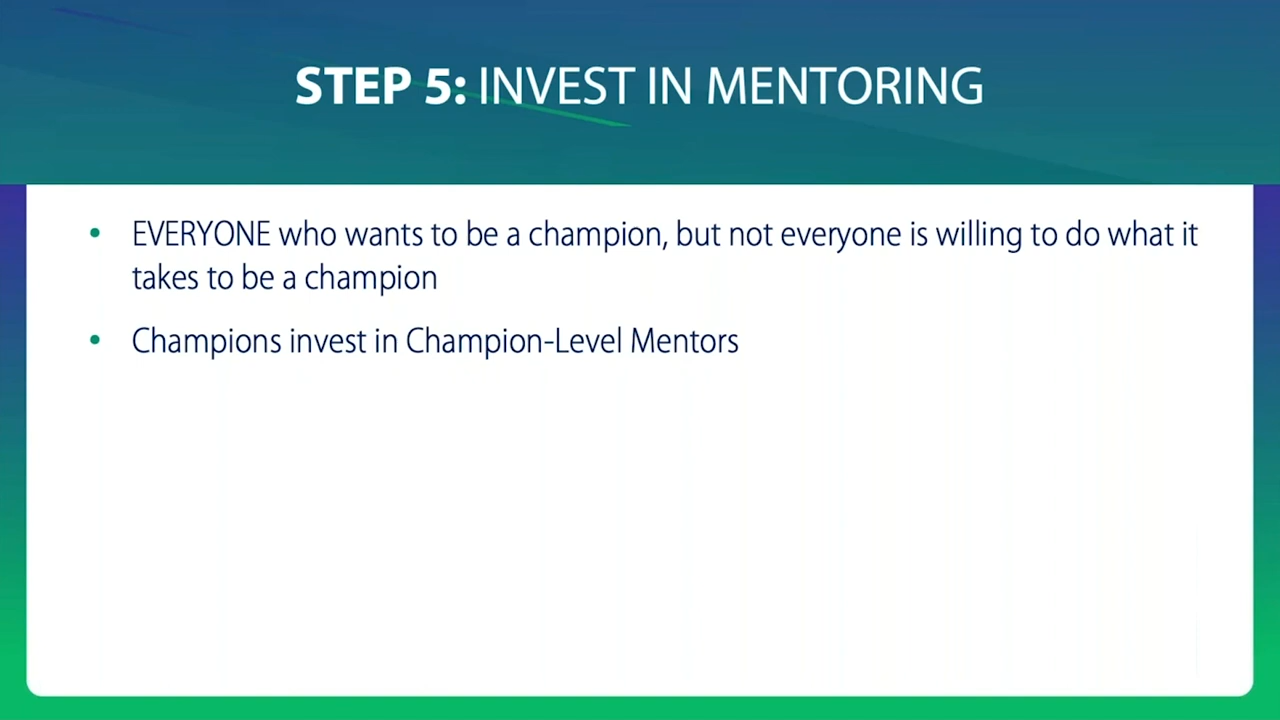 STEP 5: INVEST IN MENTORING
• EVERYONE who wants to be a champion, but not everyone is willing to do what it
takes to be a champion
• Champions invest in Champion-Level Mentors